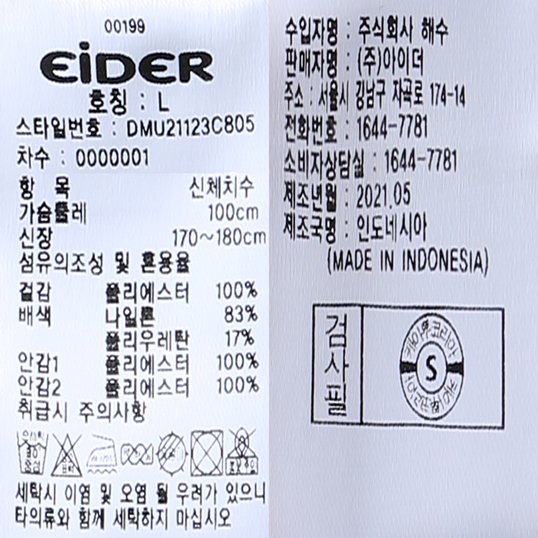 00199
EiDER
호칭 : L
스타일번호 : DMU21123C805
차수 : 0000001
항 목 신체치수
가슴둘레 100cm
신장 170~180cm
섬유의조성 및 혼용율
겉감 폴리에스터 100%
배색 나일론 83%
폴리우레탄 17%
안감1 폴리에스터 100%
안감2 폴리에스터 100%
취급시 주의사항
세탁시 이염 및 오염 될 우려가 있으니
타의류와 함께 세탁하지 마십시오
수입자명 : 주식회사 해수
판매자명 : (주)아이더
주소 : 서울시 강남구 자곡로 174-14
전화번호 : 1644-7781
소비자상담실 : 1644-7781
제조년월 : 2021.05
제조국명 : 인도네시아
(MADE IN INDONESIA)
검사필
S